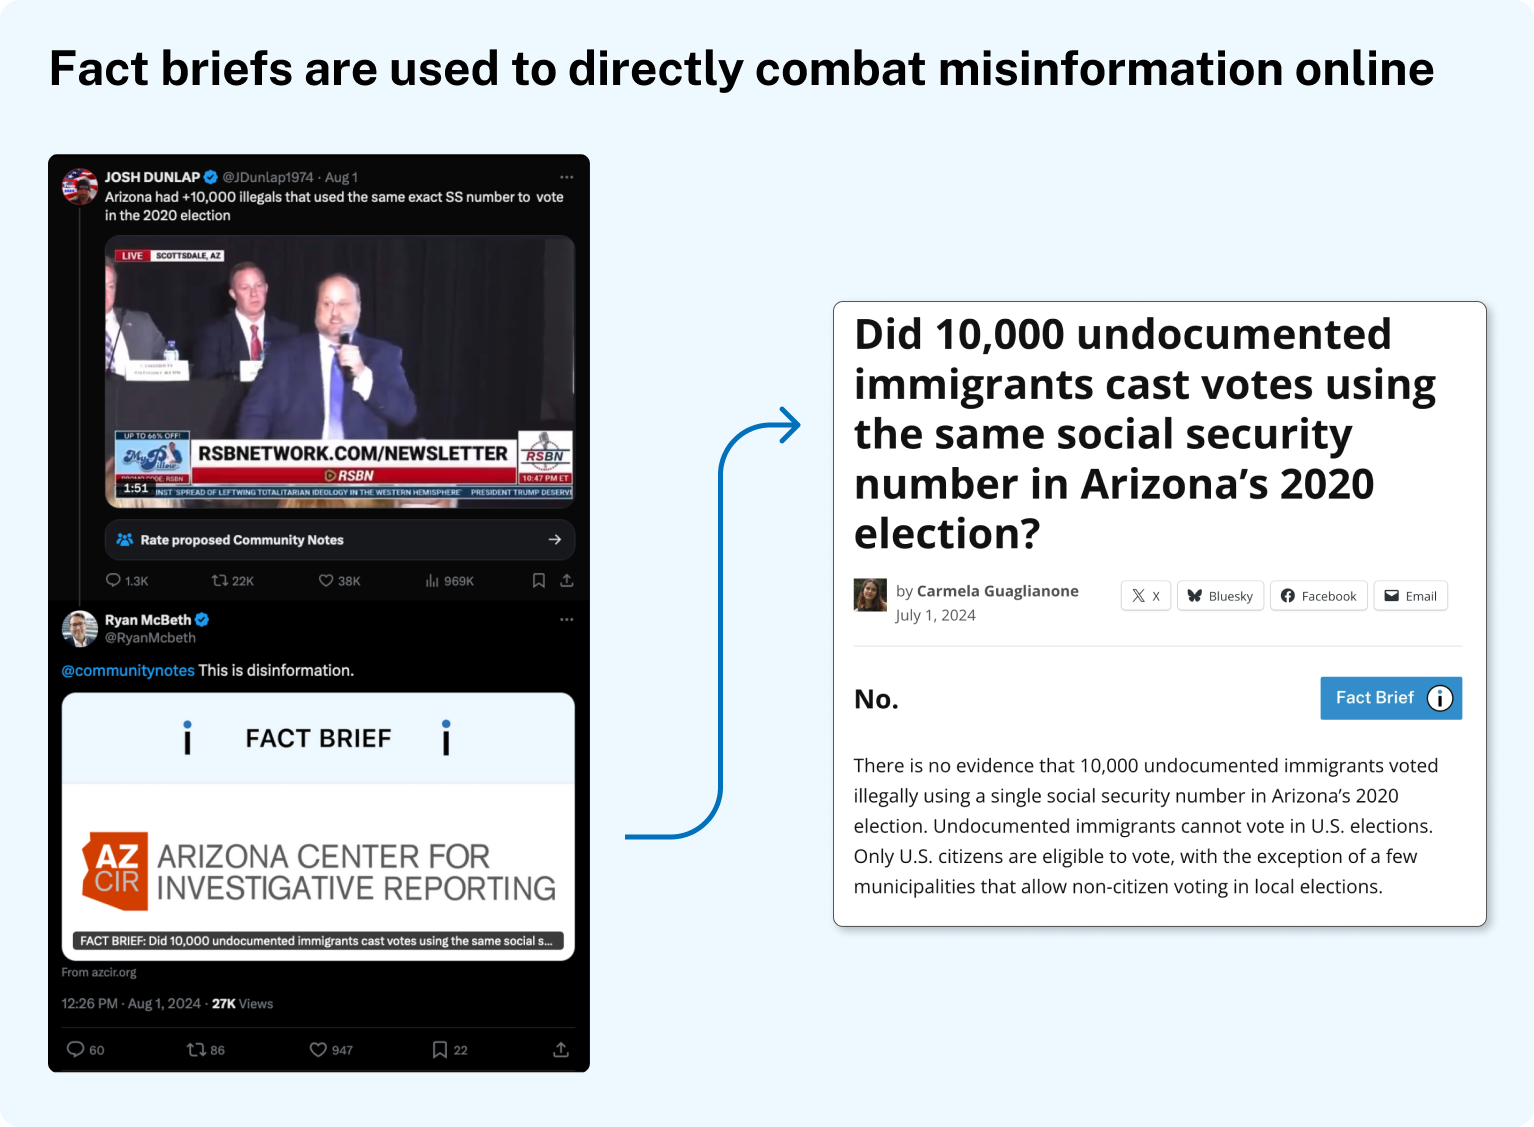 Fact briefs are used to directly combat misinformation online
JOSH DUNLAP @JDunlap1974 · Aug 1
Arizona had +10,000 illegals that used the same exact SS number to vote
in the 2020 election
LIVE SCOTTSDALE, AZ
UP TO 66% OFF!
MyPillow
PROMO CODE: RSBN
RSBNETWORK.COM/NEWSLETTER
RSBN
RSBN
10:47 PM ET
1:51
INST 'SPREAD OF LEFTWING TOTALITARIAN IDEOLOGY IN THE WESTERN HEMISPHERE' PRESIDENT TRUMP DESERV
Rate proposed Community Notes
1.3K 22K 38K 969K
Ryan McBeth
@RyanMcbeth
@communitynotes This is disinformation.
i FACT BRIEF i
AZ
CIR
ARIZONA CENTER FOR
INVESTIGATIVE REPORTING
FACT BRIEF: Did 10,000 undocumented immigrants cast votes using the same social s...
From azcir.org
12:26 PM · Aug 1, 2024 · 27K Views
60 86 947 22
Did 10,000 undocumented
immigrants cast votes using
the same social security
number in Arizona’s 2020
election?
by Carmela Guaglianone
July 1, 2024
X Bluesky Facebook Email
No.
Fact Brief i
There is no evidence that 10,000 undocumented immigrants voted
illegally using a single social security number in Arizona’s 2020
election. Undocumented immigrants cannot vote in U.S. elections.
Only U.S. citizens are eligible to vote, with the exception of a few
municipalities that allow non-citizen voting in local elections.